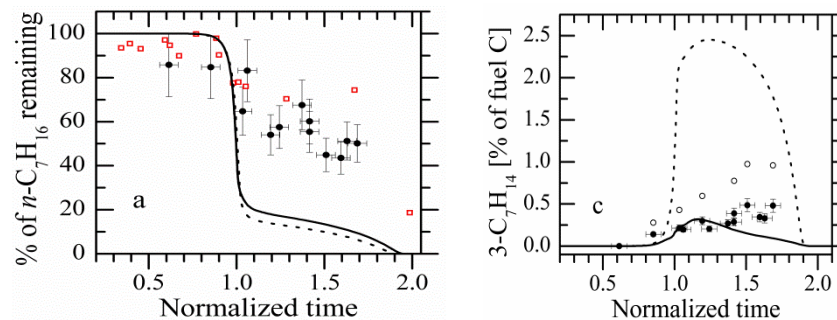 % of n-C₇H₁₆ remaining
100
80
60
40
20
0
a
0.5 1.0 1.5 2.0
Normalized time
3-C₇H₁₄ [% of fuel C]
2.5
2.0
1.5
1.0
0.5
0.0
c
0.5 1.0 1.5 2.0
Normalized time